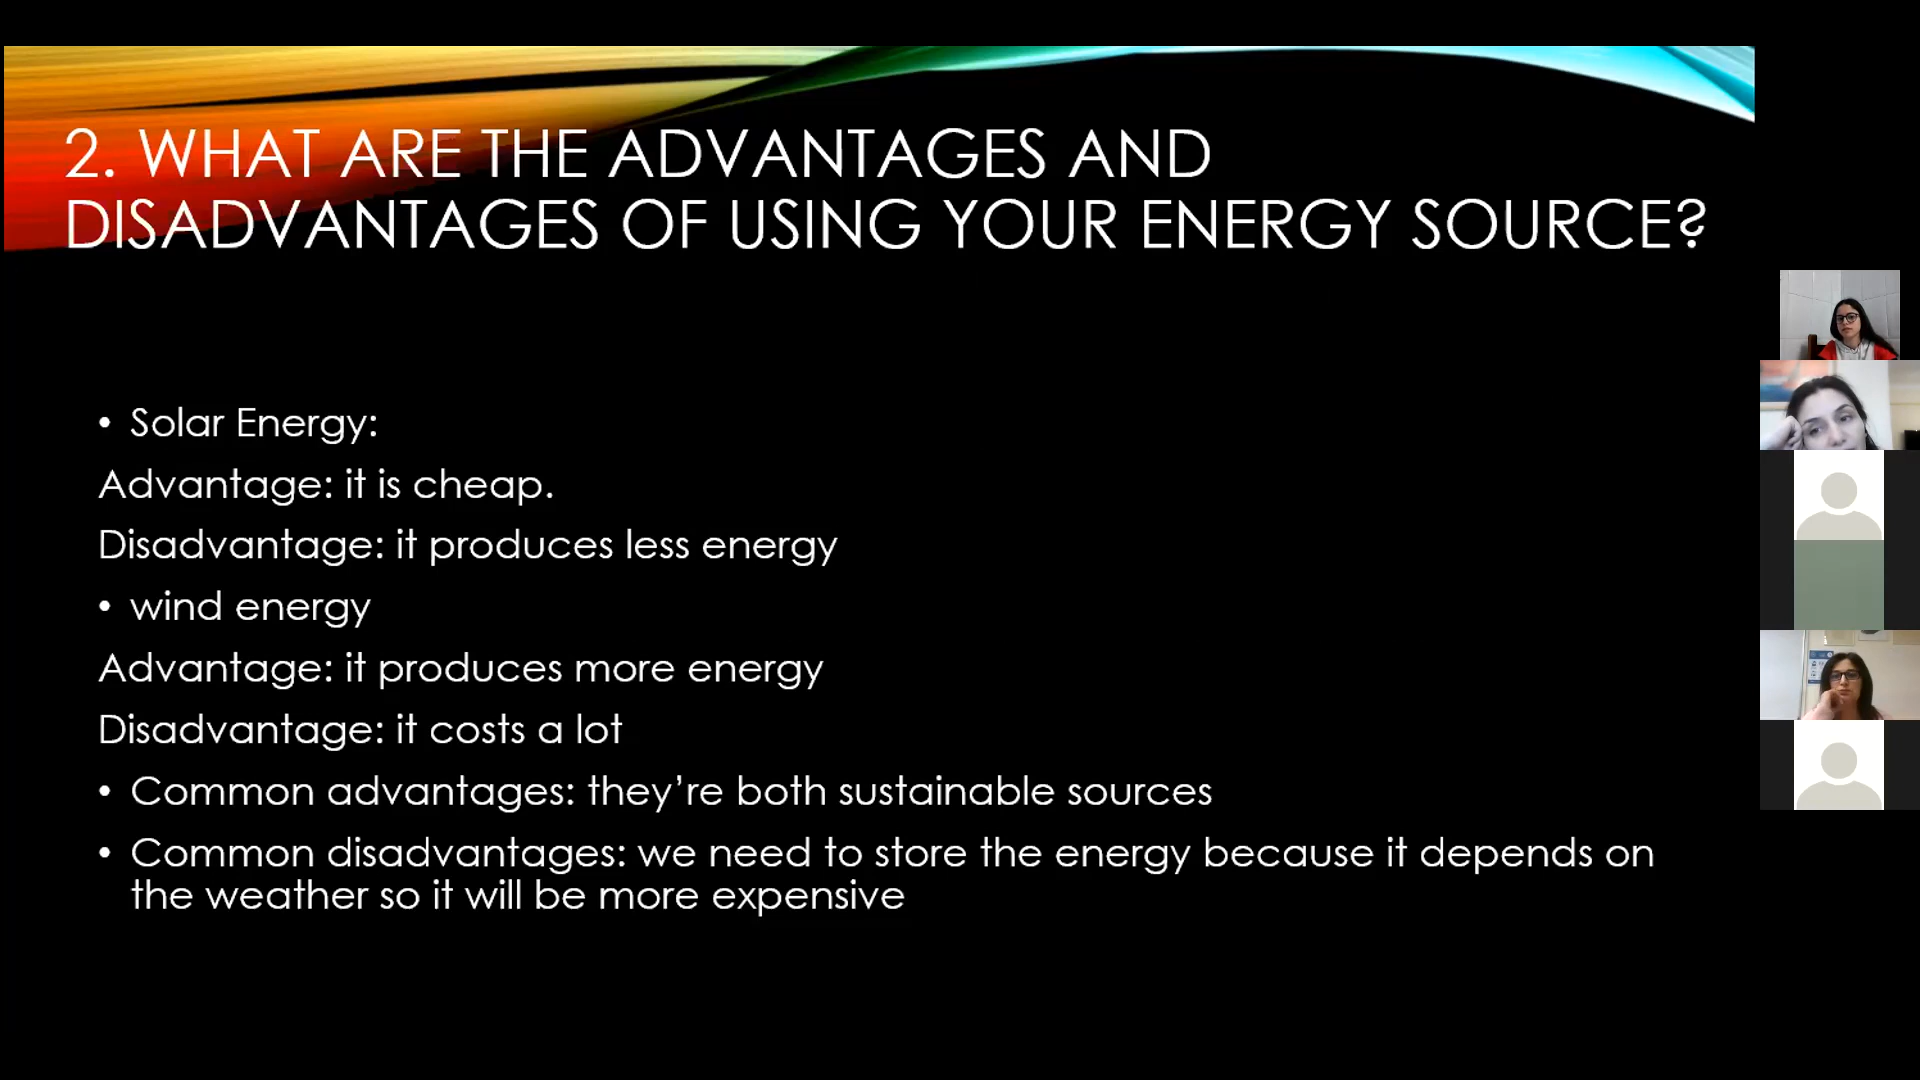 2. WHAT ARE THE ADVANTAGES AND
DISADVANTAGES OF USING YOUR ENERGY SOURCE?
• Solar Energy:
Advantage: it is cheap.
Disadvantage: it produces less energy
• wind energy
Advantage: it produces more energy
Disadvantage: it costs a lot
• Common advantages: they’re both sustainable sources
• Common disadvantages: we need to store the energy because it depends on
the weather so it will be more expensive